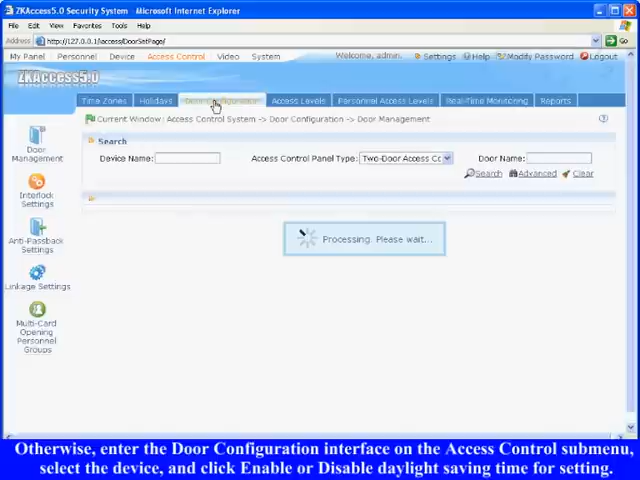 ZKAccess5.0 Security System - Microsoft Internet Explorer
File Edit View Favorites Tools Help
Address http://127.0.0.1/iaccess/DoorSetPage/ Go
My Panel Personnel Device Access Control Video System Welcome, admin. Settings Help Modify Password Logout
ZKAccess5.0
Time Zones Holidays Door Configuration Access Levels Personnel Access Levels Real-Time Monitoring Reports
Current Window: Access Control System -> Door Configuration -> Door Management
Search
Device Name: Access Control Panel Type: Two-Door Access Cc Door Name:
Search Advanced Clear
Door
Management
Interlock
Settings
Anti-Passback
Settings
Linkage Settings
Multi-Card
Opening
Personnel
Groups
Processing. Please wait...
Otherwise, enter the Door Configuration interface on the Access Control submenu,
select the device, and click Enable or Disable daylight saving time for setting.